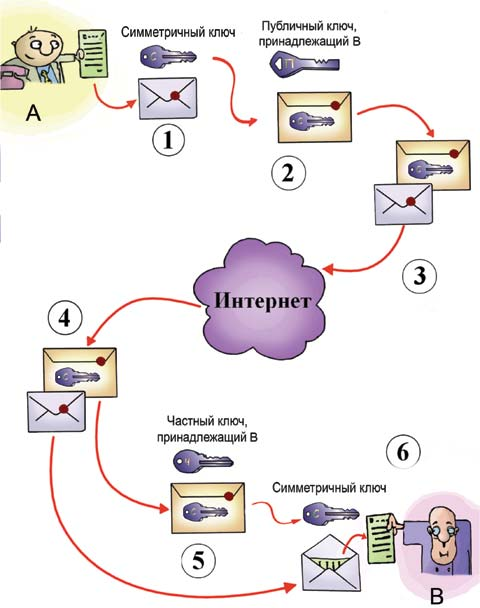 Симметричный ключ
Публичный ключ,
принадлежащий В
А
1
2
3
Интернет
4
Частный ключ,
принадлежащий В
6
Ч
Симметричный ключ
5
В